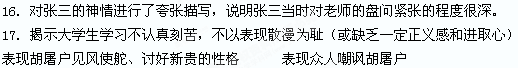 16. 对张三的神情进行了夸张描写，说明张三当时对老师的盘问紧张的程度很深。
17. 揭示大学生学习不认真刻苦，不以表现散漫为耻（或缺乏一定正义感和进取心）
表现胡屠户见风使舵、讨好新贵的性格 表现众人嘲讽胡屠户